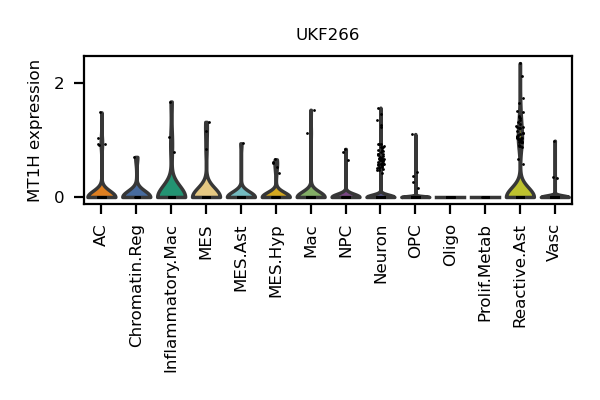 UKF266
MT1H expression
2
0
AC
Chromatin.Reg
Inflammatory.Mac
MES
MES.Ast
MES.Hyp
Mac
NPC
Neuron
OPC
Oligo
Prolif.Metab
Reactive.Ast
Vasc